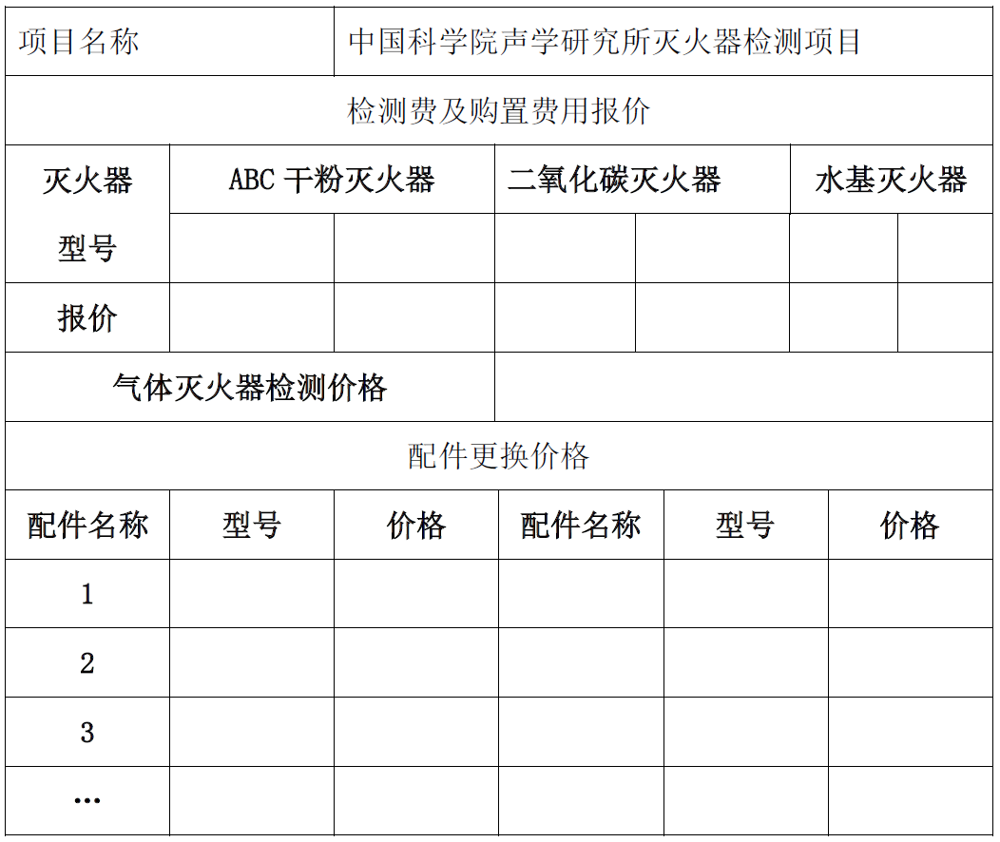 项目名称 中国科学院声学研究所灭火器检测项目
检测费及购置费用报价
灭火器 ABC 干粉灭火器 二氧化碳灭火器 水基灭火器
型号
报价
气体灭火器检测价格
配件更换价格
配件名称 型号 价格 配件名称 型号 价格
1
2
3
…